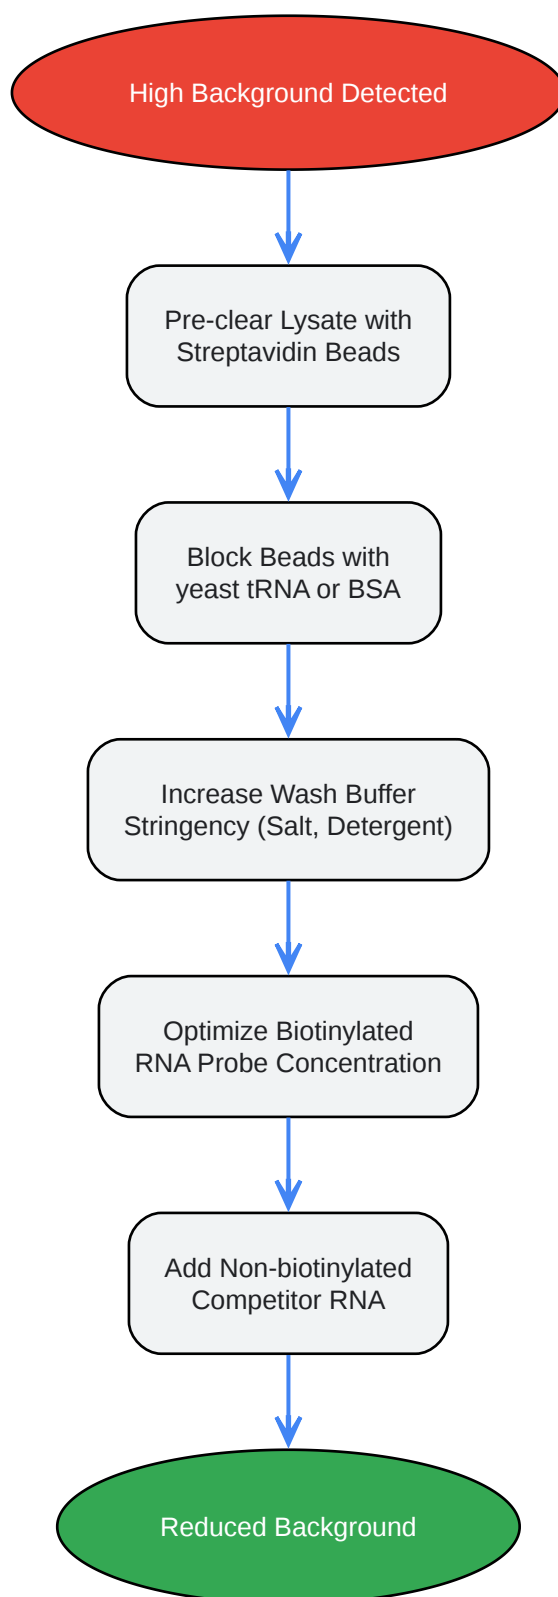 High Background Detected
Pre-clear Lysate with
Streptavidin Beads
Block Beads with
yeast tRNA or BSA
Increase Wash Buffer
Stringency (Salt, Detergent)
Optimize Biotinylated
RNA Probe Concentration
Add Non-biotinylated
Competitor RNA
Reduced Background